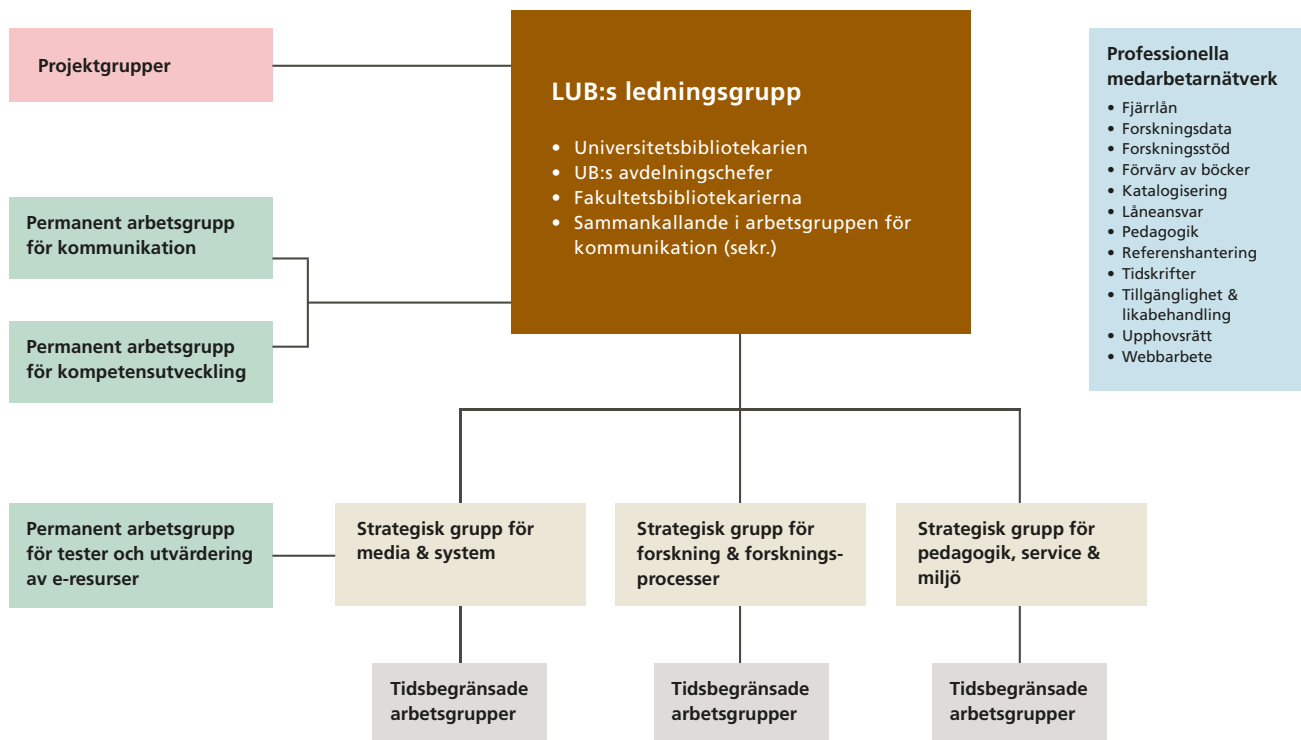 Projektgrupper
LUB:s ledningsgrupp
• Universitetsbibliotekarien
• UB:s avdelningschefer
• Fakultetsbibliotekarierna
• Sammankallande i arbetsgruppen för
kommunikation (sekr.)
Professionella
medarbetarnätverk
• Fjärrlån
• Forskningsdata
• Forskningsstöd
• Förvärv av böcker
• Katalogisering
• Låneansvar
• Pedagogik
• Referenshantering
• Tidskrifter
• Tillgänglighet &
likabehandling
• Upphovsrätt
• Webbarbete
Permanent arbetsgrupp
för kommunikation
Permanent arbetsgrupp
för kompetensutveckling
Permanent arbetsgrupp
för tester och utvärdering
av e-resurser
Strategisk grupp för
media & system
Strategisk grupp för
forskning & forsknings-
processer
Strategisk grupp för
pedagogik, service &
miljö
Tidsbegränsade
arbetsgrupper
Tidsbegränsade
arbetsgrupper
Tidsbegränsade
arbetsgrupper